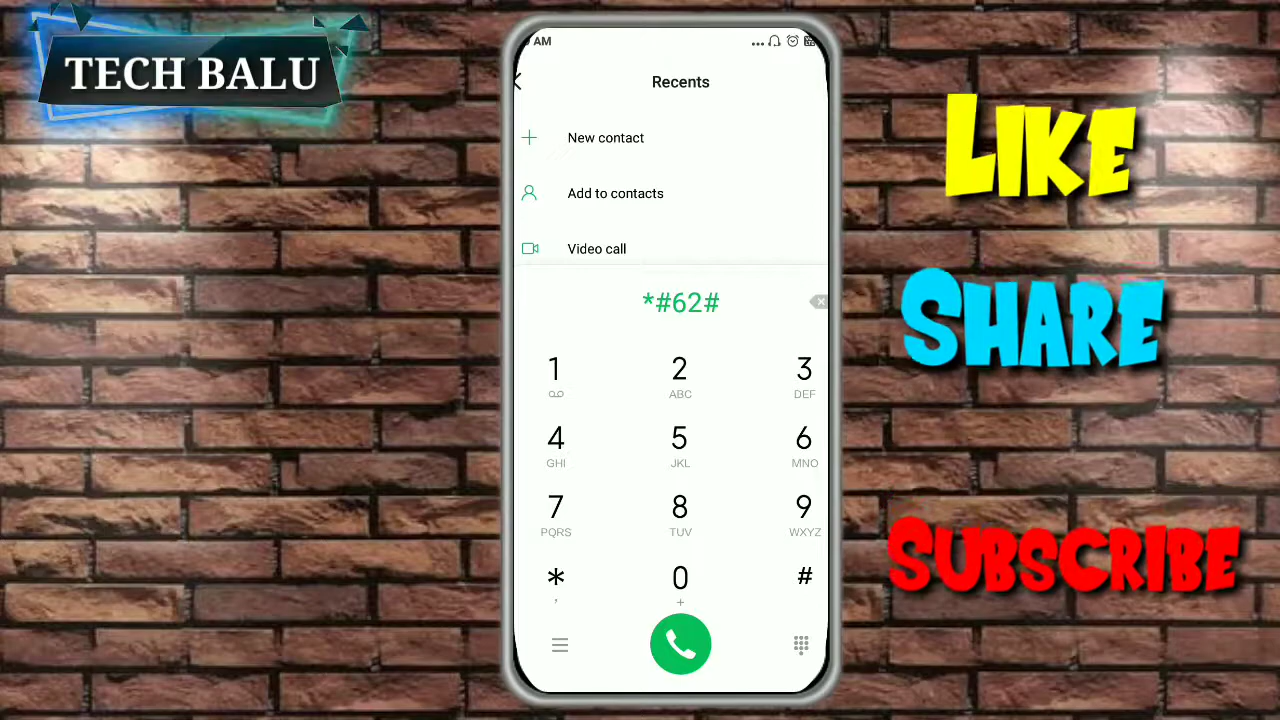 TECH BALU
AM
Recents
New contact
Add to contacts
Video call
*#62#
1
2
ABC
3
DEF
4
GHI
5
JKL
6
MNO
7
PQRS
8
TUV
9
WXYZ
*
,
0
+
#
LIKE
SHARE
SUBSCRIBE